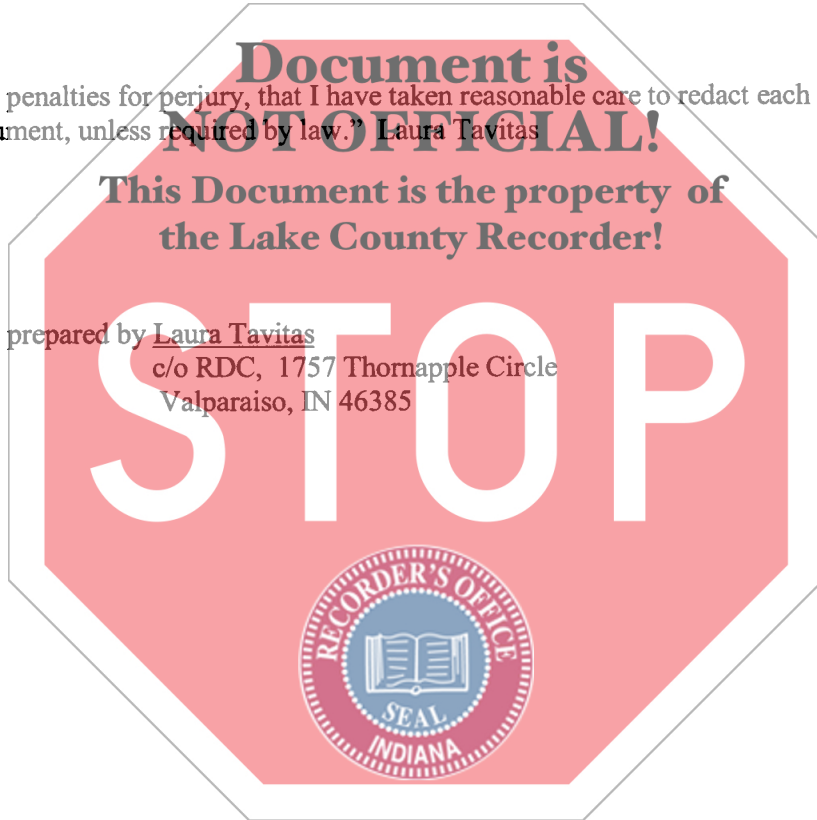 Document is
penalties for perjury, that I have taken reasonable care to redact each
ument, unless required by law.” Laura Tavitas
NOT OFFICIAL!
This Document is the property of
the Lake County Recorder!
prepared by Laura Tavitas
c/o RDC, 1757 Thornapple Circle
Valparaiso, IN 46385
STOP
RECORDER'S OFFICE
SEAL
INDIANA